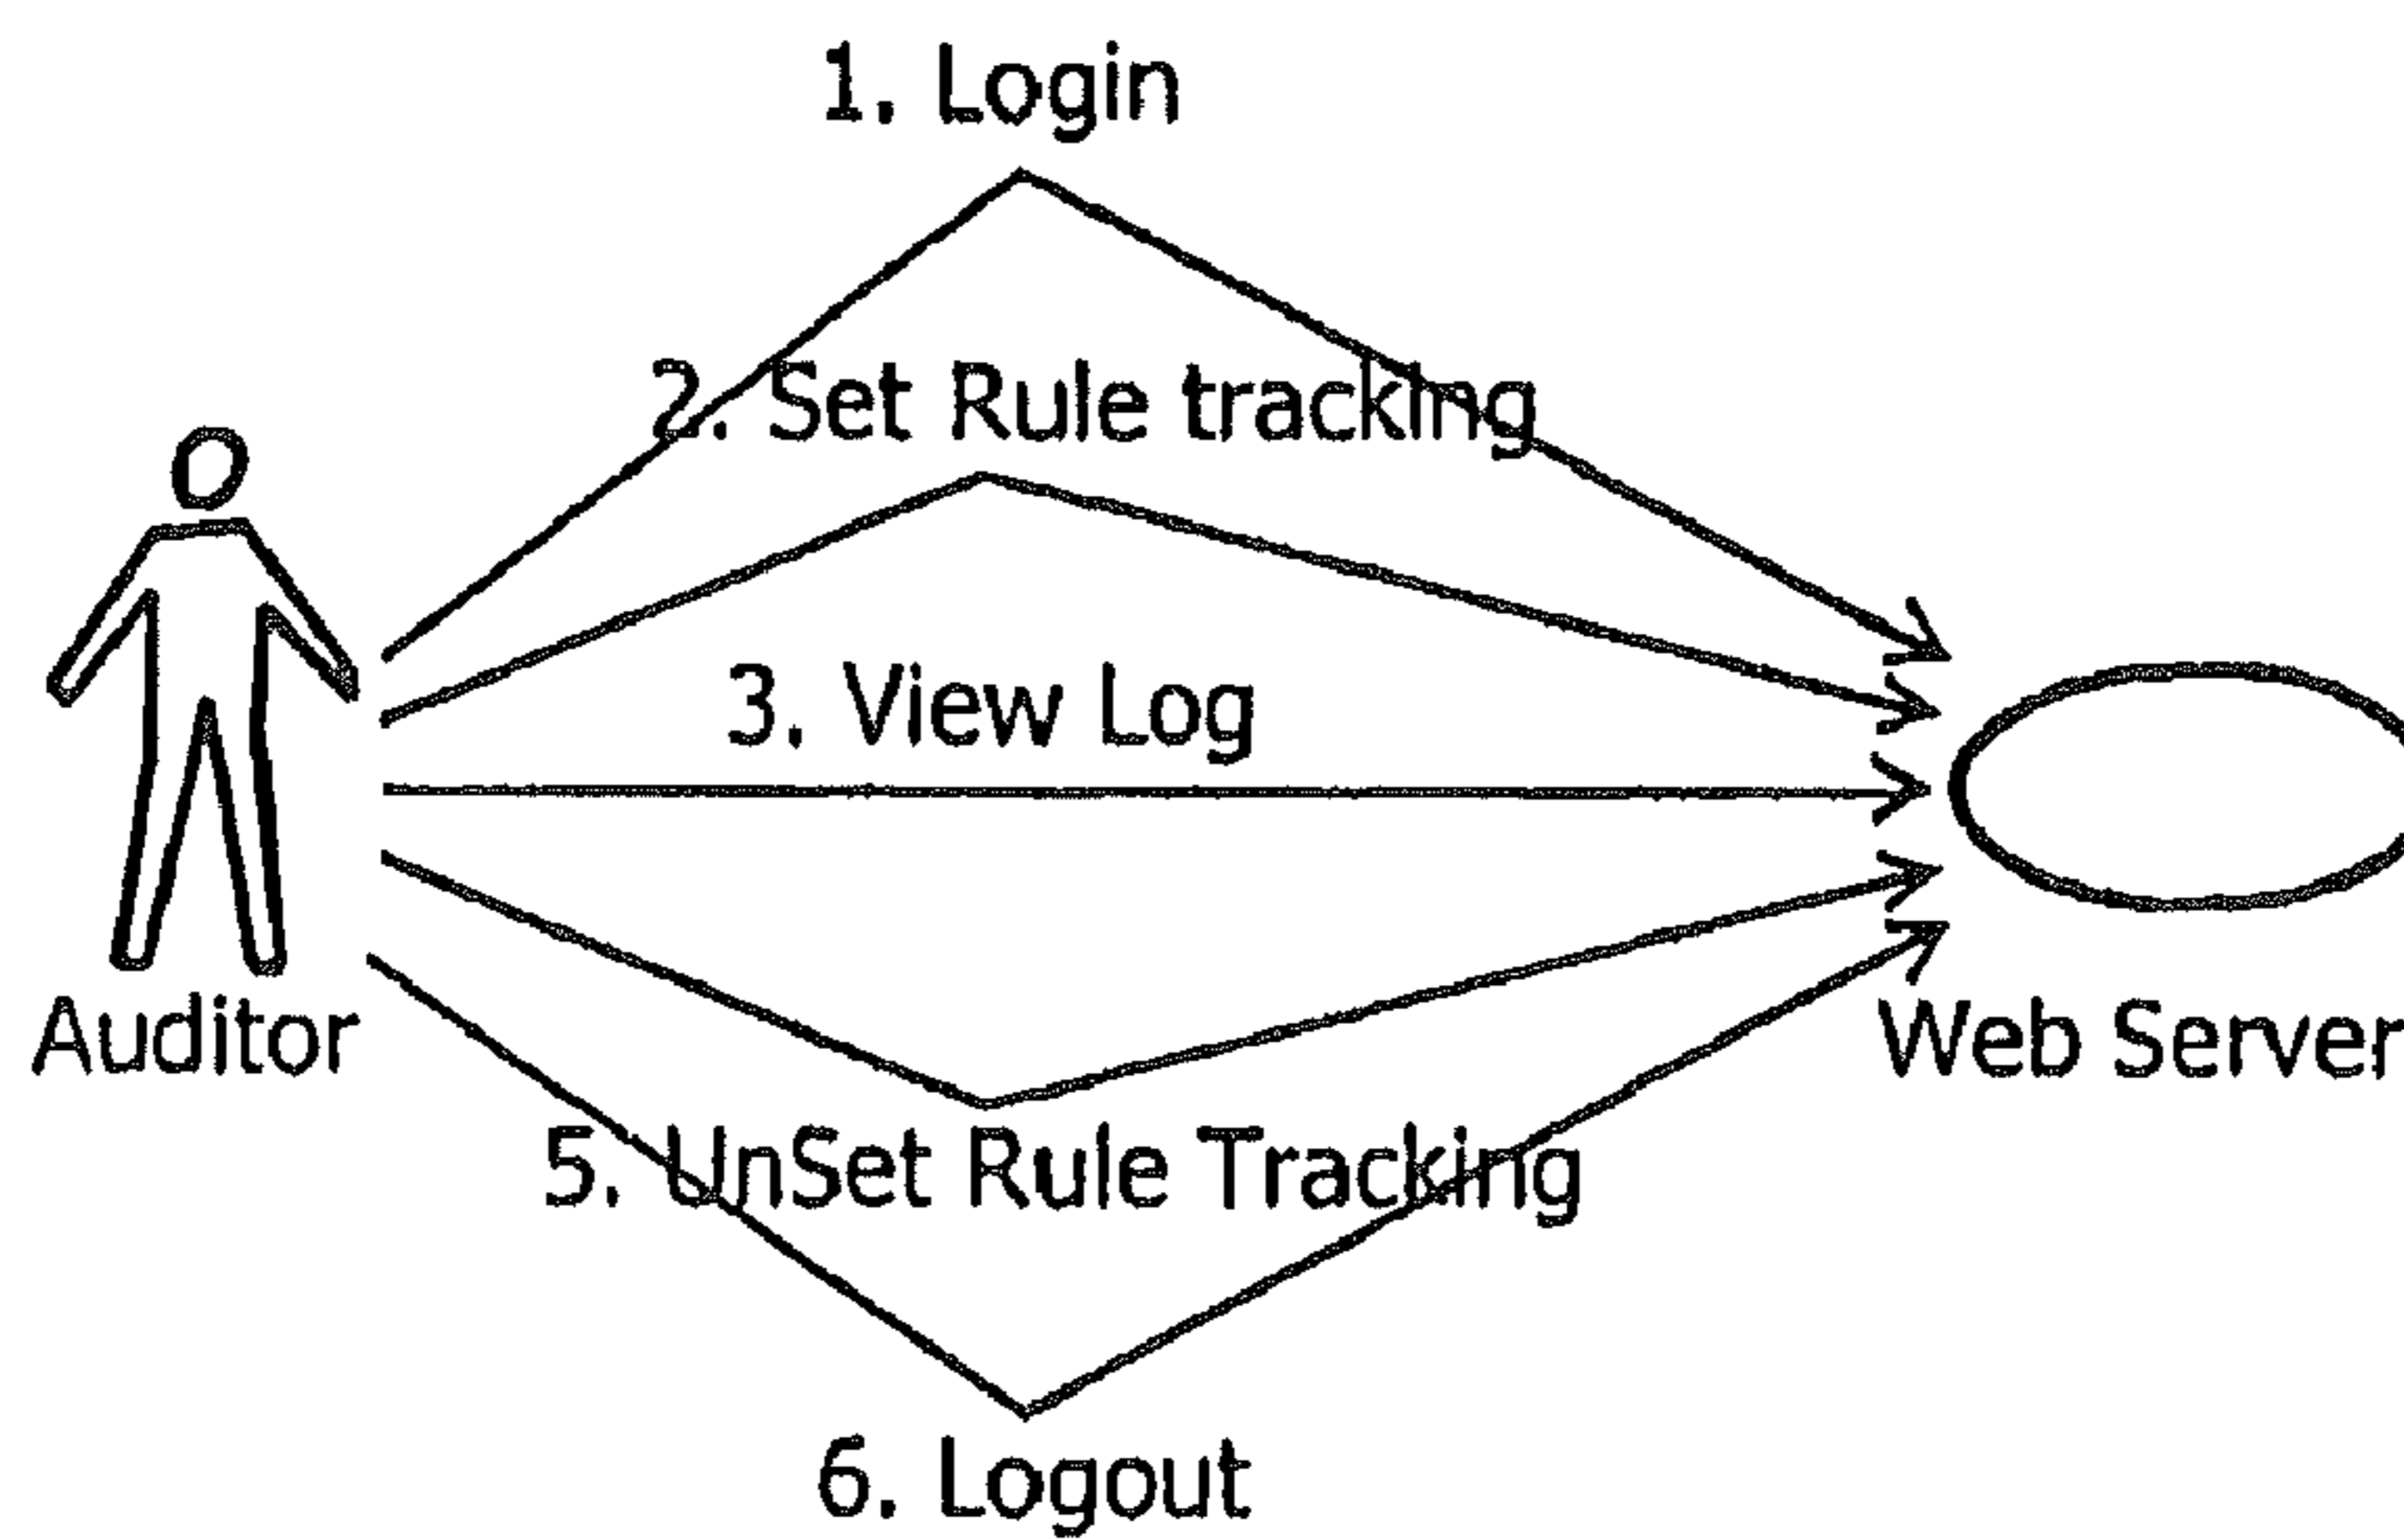 1. Login
2. Set Rule tracking
3. View Log
Auditor
Web Server
5. UnSet Rule Tracking
6. Logout